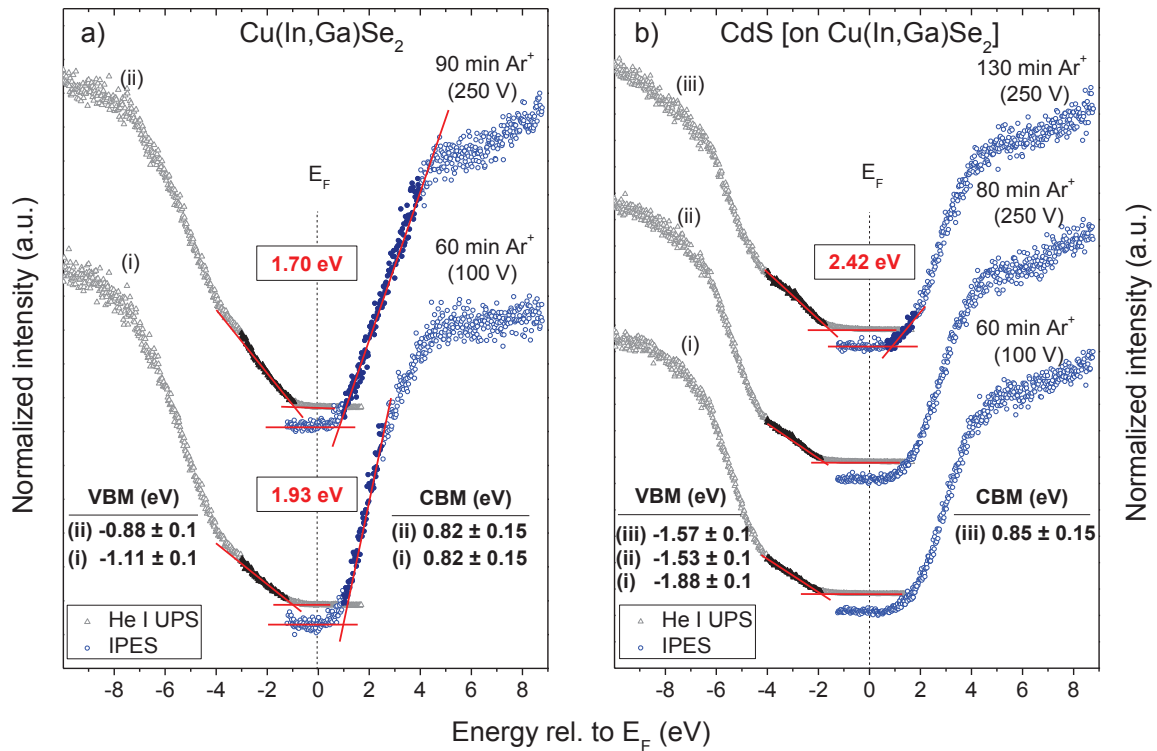 a)
Cu(In,Ga)Se₂
(ii)
90 min Ar⁺
(250 V)
E_F
1.70 eV
(i)
60 min Ar⁺
(100 V)
1.93 eV
VBM (eV)
(ii) -0.88 ± 0.1
(i) -1.11 ± 0.1
CBM (eV)
(ii) 0.82 ± 0.15
(i) 0.82 ± 0.15
He I UPS
IPES
-8 -6 -4 -2 0 2 4 6 8
Normalized intensity (a.u.)
b)
CdS [on Cu(In,Ga)Se₂]
(iii)
130 min Ar⁺
(250 V)
E_F
2.42 eV
(ii)
80 min Ar⁺
(250 V)
(i)
60 min Ar⁺
(100 V)
VBM (eV)
(iii) -1.57 ± 0.1
(ii) -1.53 ± 0.1
(i) -1.88 ± 0.1
CBM (eV)
(iii) 0.85 ± 0.15
He I UPS
IPES
-8 -6 -4 -2 0 2 4 6 8
Normalized intensity (a.u.)
Energy rel. to E_F (eV)